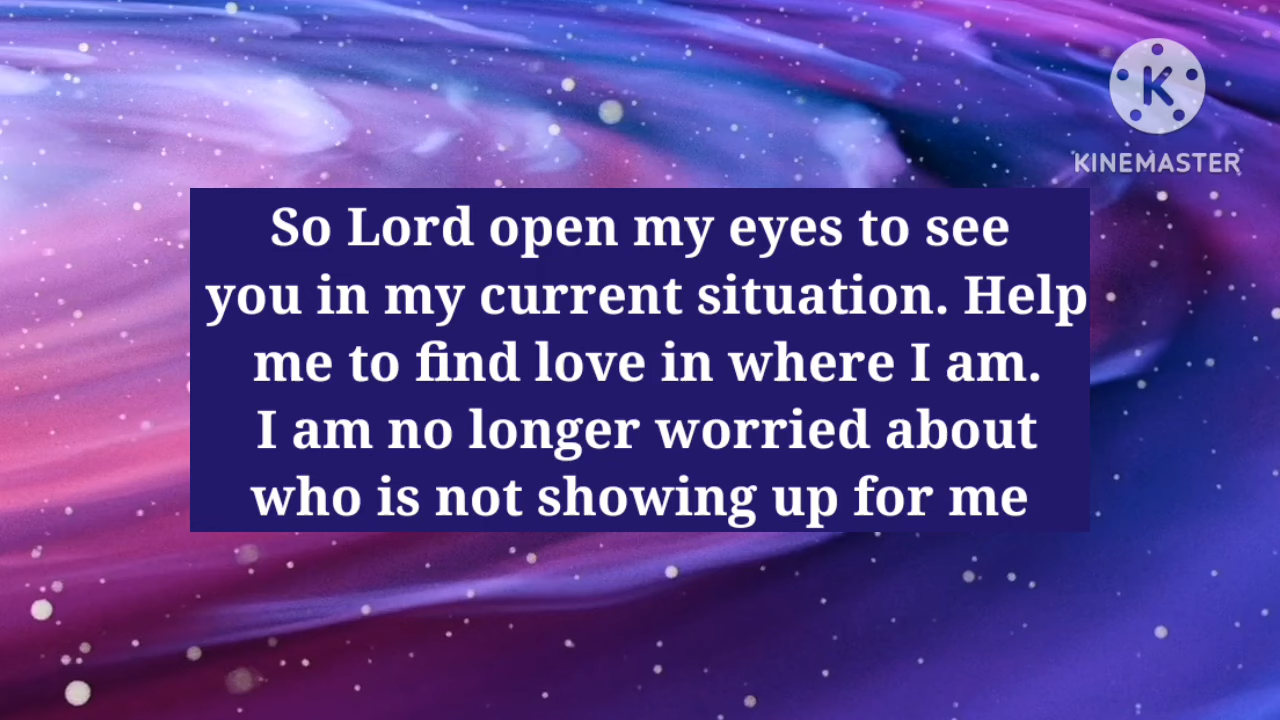 KINEMASTER
So Lord open my eyes to see
you in my current situation. Help
me to find love in where I am.
I am no longer worried about
who is not showing up for me